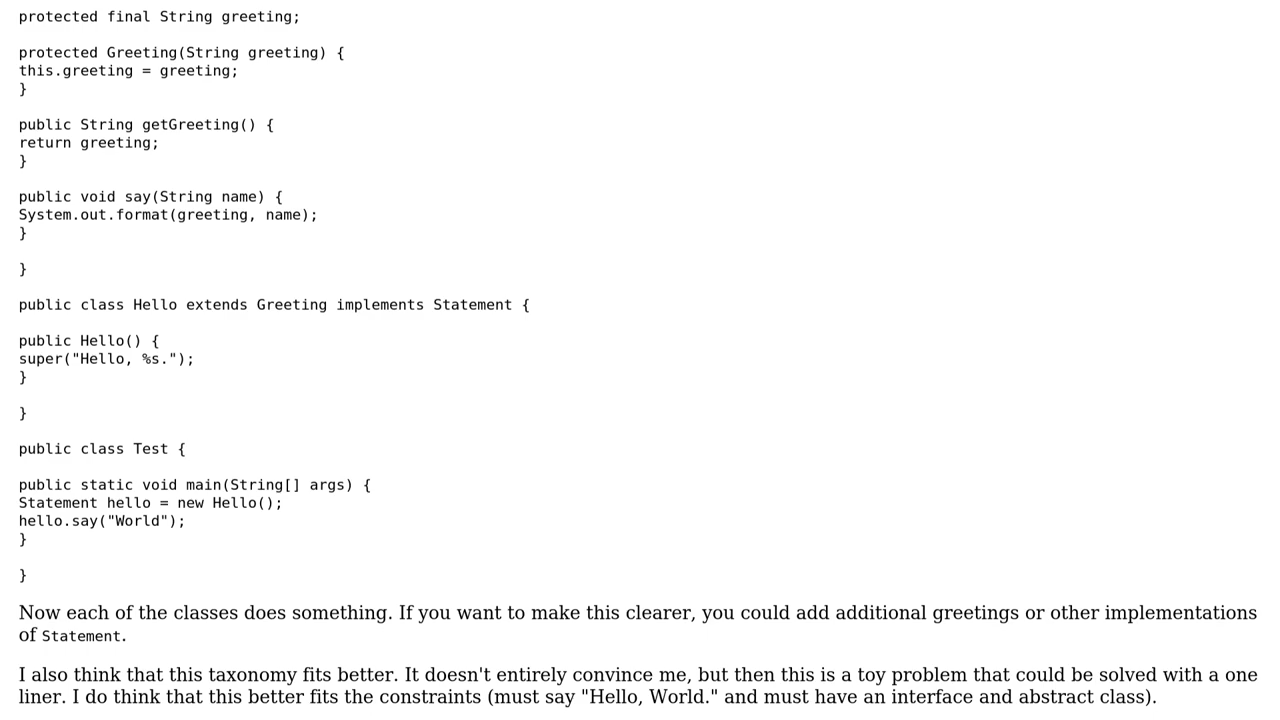 protected final String greeting;
protected Greeting(String greeting) {
this.greeting = greeting;
}
public String getGreeting() {
return greeting;
}
public void say(String name) {
System.out.format(greeting, name);
}
}
public class Hello extends Greeting implements Statement {
public Hello() {
super("Hello, %s.");
}
}
public class Test {
public static void main(String[] args) {
Statement hello = new Hello();
hello.say("World");
}
}
Now each of the classes does something. If you want to make this clearer, you could add additional greetings or other implementations
of Statement.
I also think that this taxonomy fits better. It doesn't entirely convince me, but then this is a toy problem that could be solved with a one
liner. I do think that this better fits the constraints (must say "Hello, World." and must have an interface and abstract class).